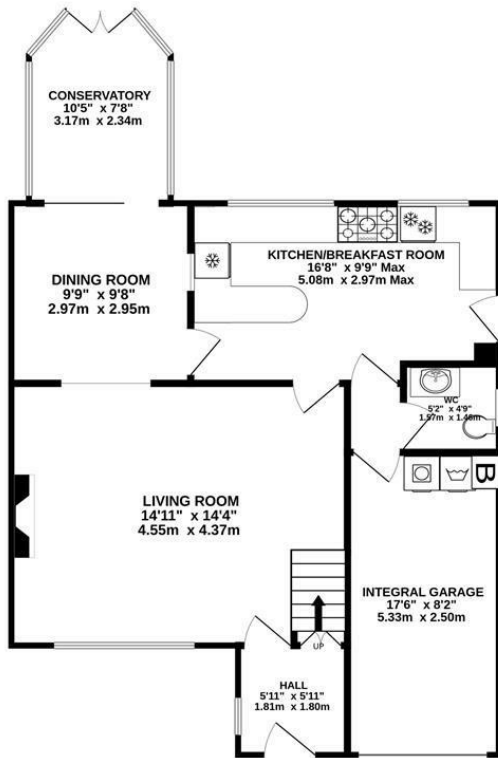 CONSERVATORY
10'5" x 7'8"
3.17m x 2.34m
KITCHEN/BREAKFAST ROOM
16'8" x 9'9" Max
5.08m x 2.97m Max
DINING ROOM
9'9" x 9'8"
2.97m x 2.95m
WC
5'2" x 4'9"
LIVING ROOM
14'11" x 14'4"
4.55m x 4.37m
B
INTEGRAL GARAGE
17'6" x 8'2"
5.33m x 2.50m
UP
HALL
5'11" x 5'11"
1.81m x 1.80m